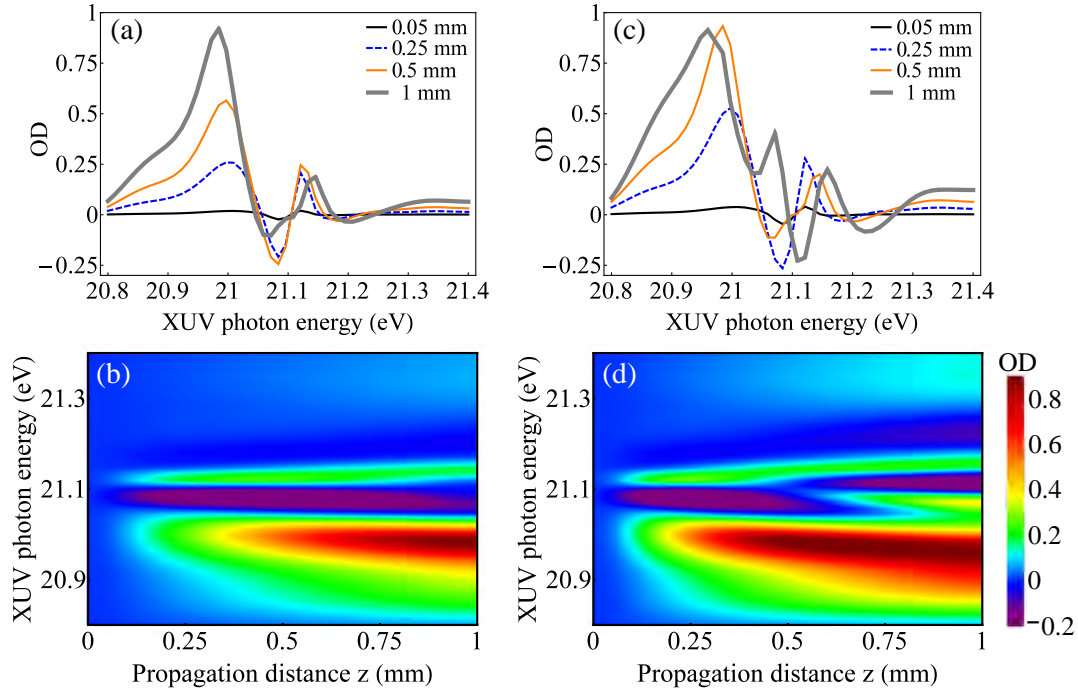 (a)
OD
1
0.75
0.5
0.25
0
−0.25
0.05 mm
0.25 mm
0.5 mm
1 mm
20.8 20.9 21 21.1 21.2 21.3 21.4
XUV photon energy (eV)
(c)
OD
1
0.75
0.5
0.25
0
−0.25
0.05 mm
0.25 mm
0.5 mm
1 mm
20.8 20.9 21 21.1 21.2 21.3 21.4
XUV photon energy (eV)
(b)
XUV photon energy (eV)
21.3
21.1
20.9
0 0.25 0.5 0.75 1
Propagation distance z (mm)
(d)
XUV photon energy (eV)
21.3
21.1
20.9
0 0.25 0.5 0.75 1
Propagation distance z (mm)
OD
0.8
0.6
0.4
0.2
0
−0.2